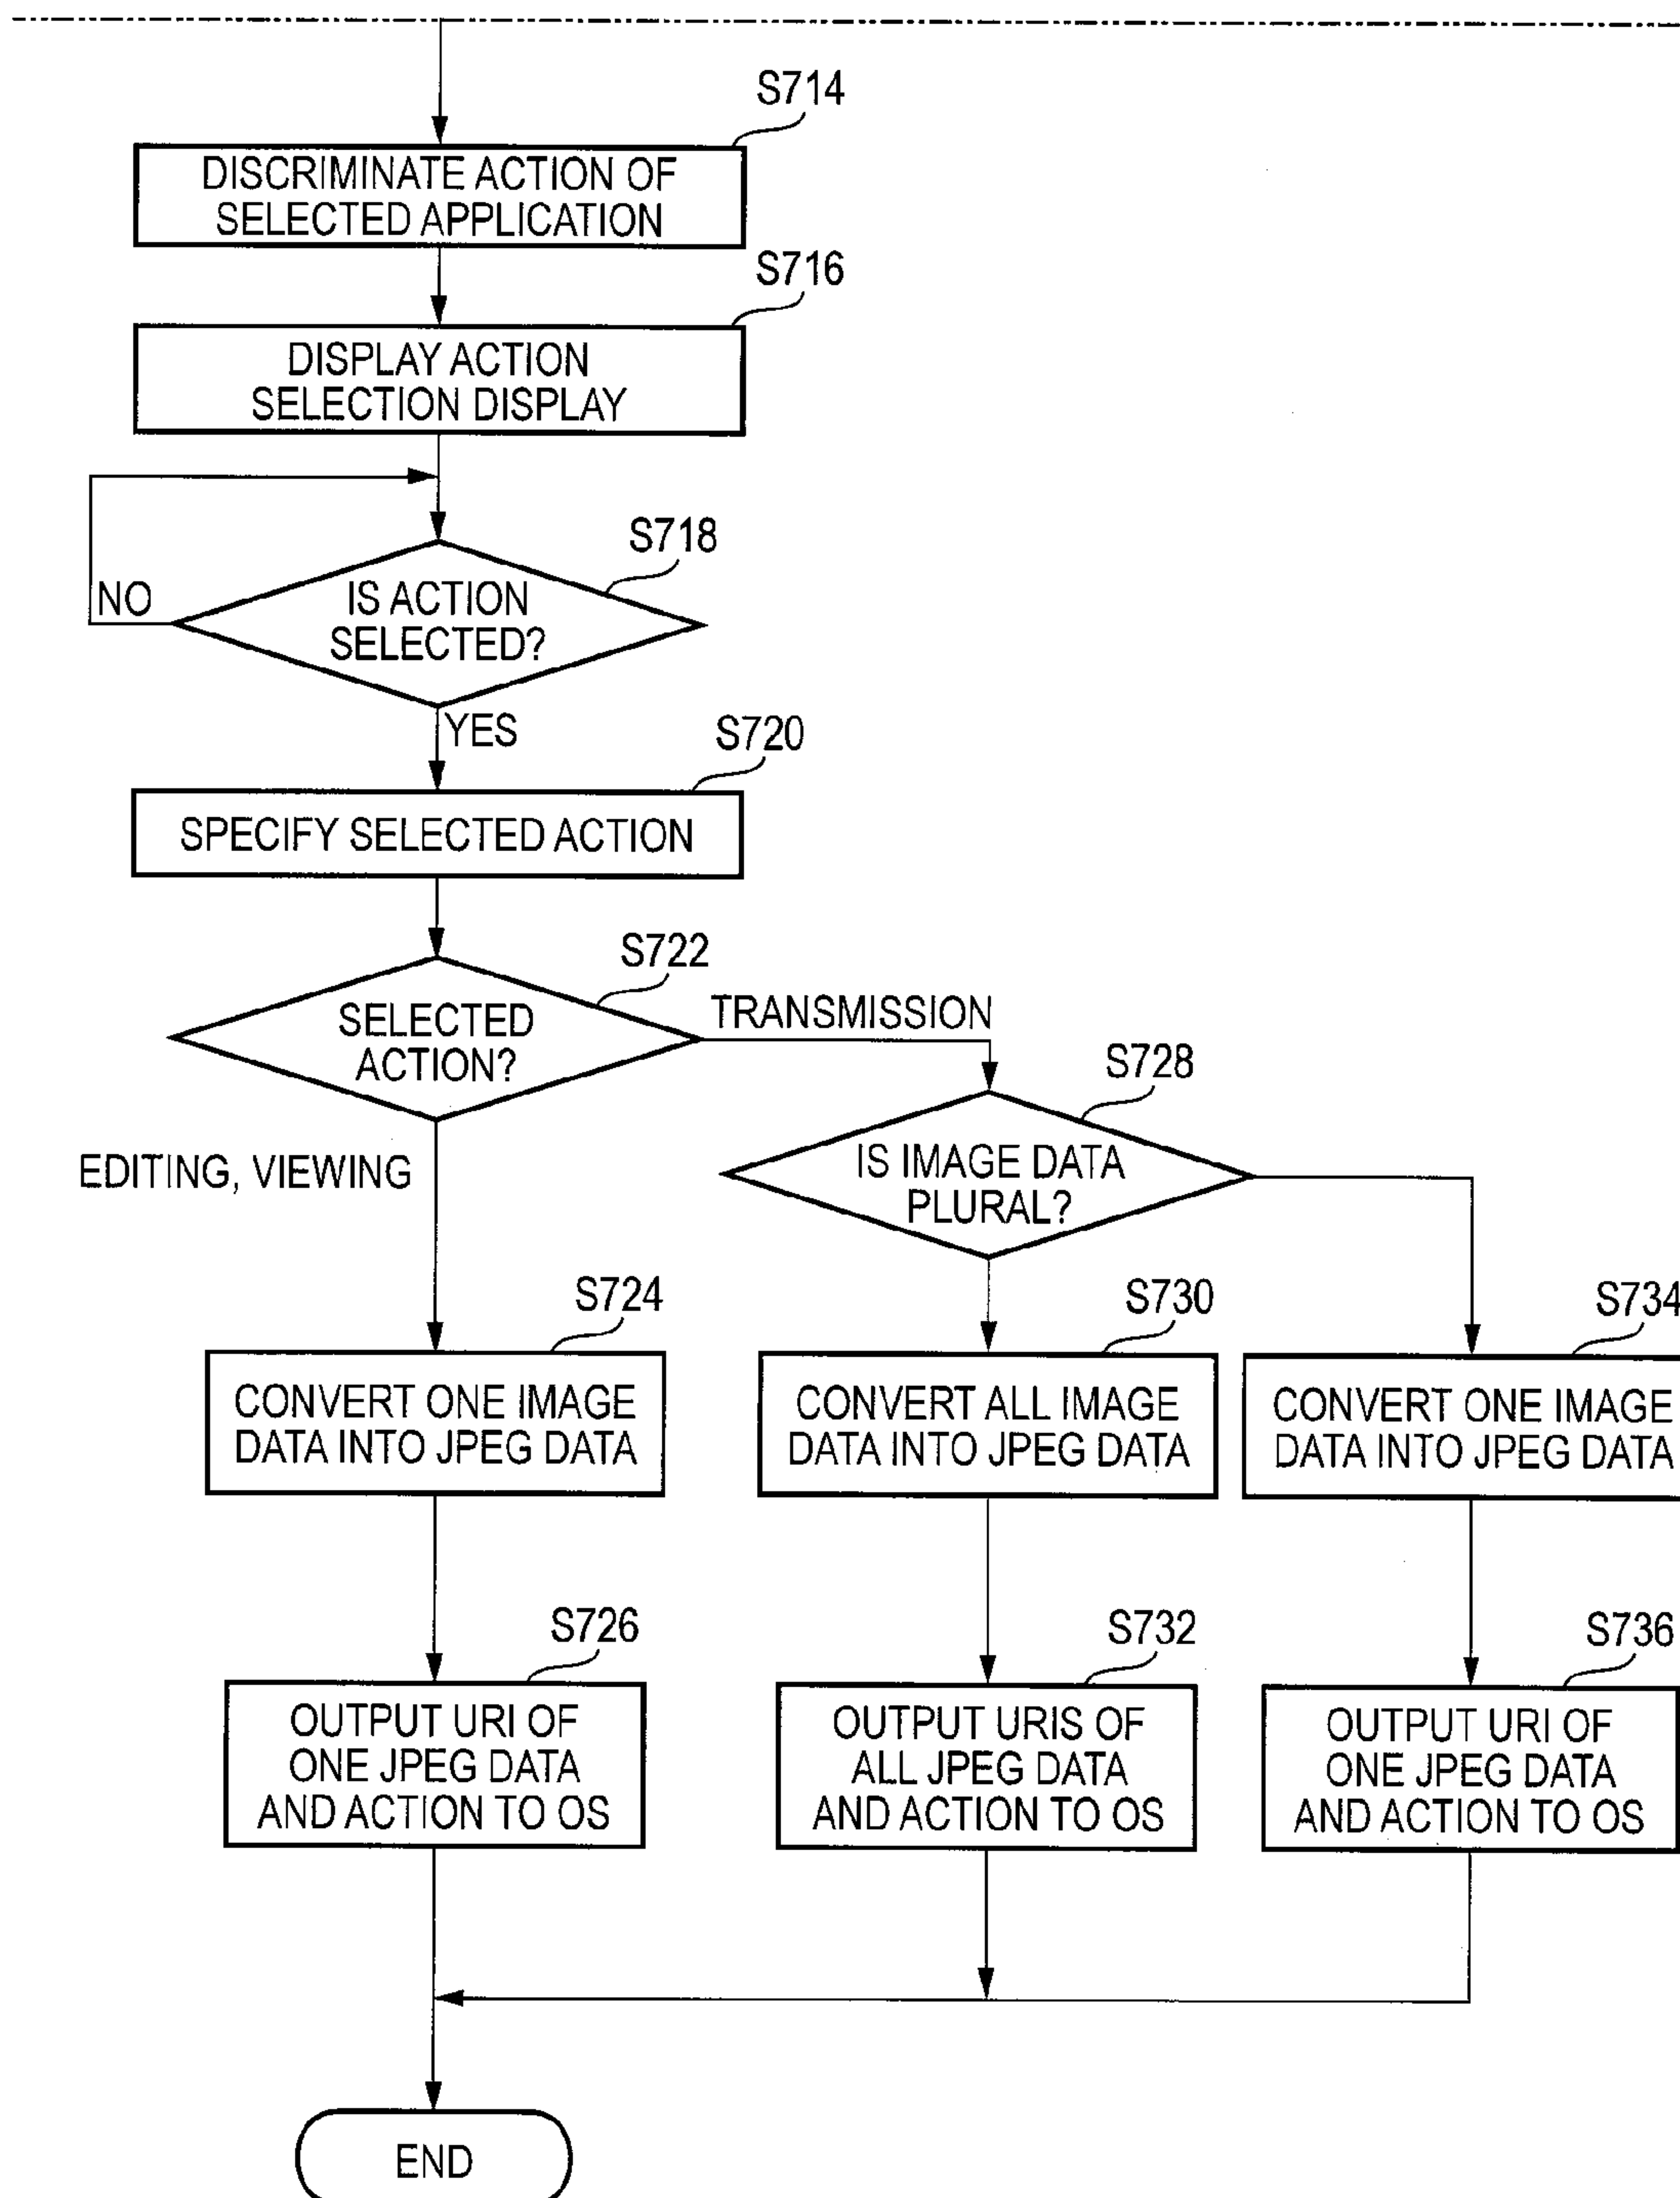 S714
DISCRIMINATE ACTION OF
SELECTED APPLICATION
S716
DISPLAY ACTION
SELECTION DISPLAY
S718
IS ACTION
SELECTED?
NO
YES
S720
SPECIFY SELECTED ACTION
S722
SELECTED
ACTION?
TRANSMISSION
EDITING, VIEWING
S728
IS IMAGE DATA
PLURAL?
S724
CONVERT ONE IMAGE
DATA INTO JPEG DATA
S730
CONVERT ALL IMAGE
DATA INTO JPEG DATA
S734
CONVERT ONE IMAGE
DATA INTO JPEG DATA
S726
OUTPUT URI OF
ONE JPEG DATA
AND ACTION TO OS
S732
OUTPUT URIS OF
ALL JPEG DATA
AND ACTION TO OS
S736
OUTPUT URI OF
ONE JPEG DATA
AND ACTION TO OS
END